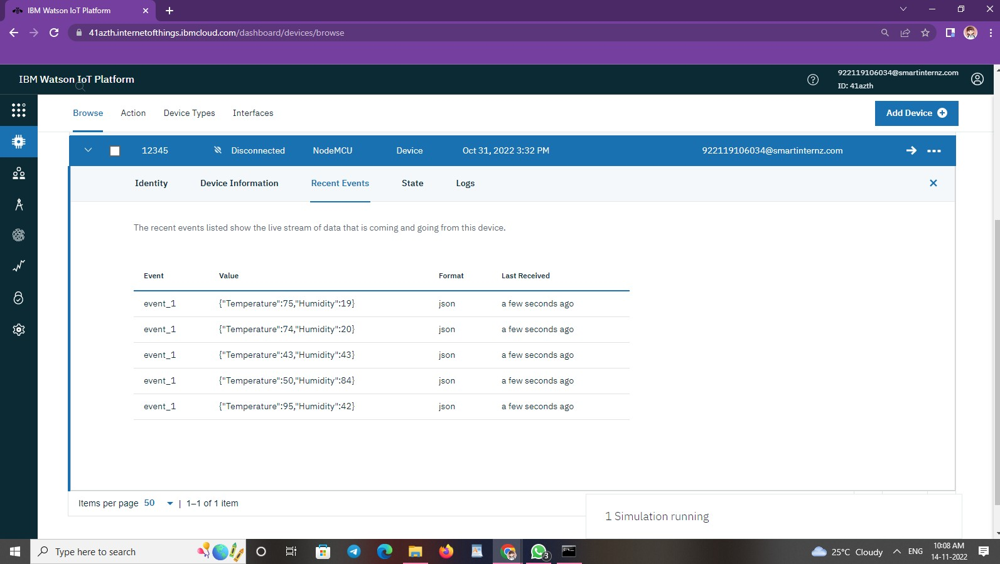 IBM Watson IoT Platform
41azth.internetofthings.ibmcloud.com/dashboard/devices/browse
IBM Watson IoT Platform
922119106034@smartinternz.com
ID: 41azth
Browse Action Device Types Interfaces
Add Device
12345 Disconnected NodeMCU Device Oct 31, 2022 3:32 PM 922119106034@smartinternz.com
Identity Device Information Recent Events State Logs
The recent events listed show the live stream of data that is coming and going from this device.
Event Value Format Last Received
event_1 {"Temperature":75,"Humidity":19} json a few seconds ago
event_1 {"Temperature":74,"Humidity":20} json a few seconds ago
event_1 {"Temperature":43,"Humidity":43} json a few seconds ago
event_1 {"Temperature":50,"Humidity":84} json a few seconds ago
event_1 {"Temperature":95,"Humidity":42} json a few seconds ago
Items per page 50 | 1–1 of 1 item
1 Simulation running
Type here to search
3
25°C Cloudy
ENG
10:08 AM
14-11-2022